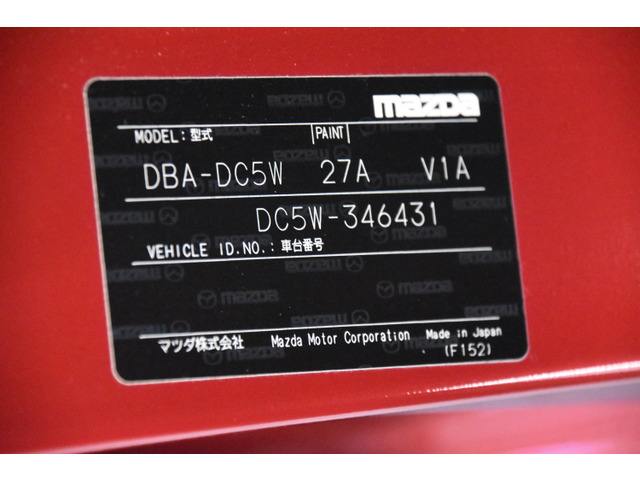 mazda
MODEL: 型式 PAINT
DBA-DC5W 27A V1A
DC5W-346431
VEHICLE ID.NO.: 車台番号
マツダ株式会社 Mazda Motor Corporation Made in Japan
(F152)